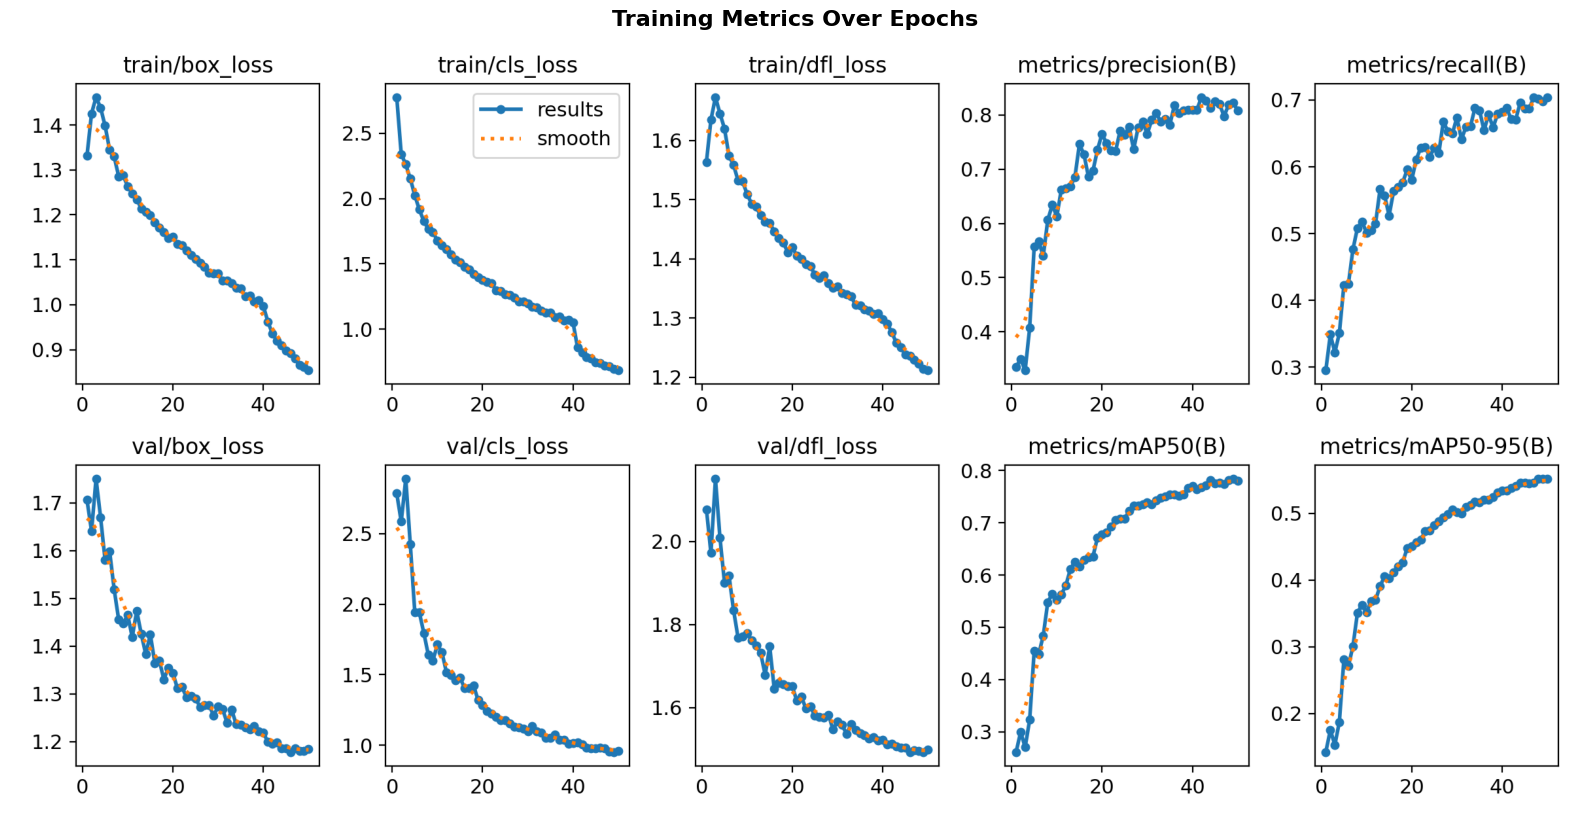 Training Metrics Over Epochs
train/box_loss
train/cls_loss
train/dfl_loss
metrics/precision(B)
metrics/recall(B)
1.4
1.3
1.2
1.1
1.0
0.9
0 20 40
results
smooth
2.5
2.0
1.5
1.0
0 20 40
1.6
1.5
1.4
1.3
1.2
0 20 40
0.8
0.7
0.6
0.5
0.4
0 20 40
0.7
0.6
0.5
0.4
0.3
0 20 40
val/box_loss
val/cls_loss
val/dfl_loss
metrics/mAP50(B)
metrics/mAP50-95(B)
1.7
1.6
1.5
1.4
1.3
1.2
0 20 40
2.5
2.0
1.5
1.0
0 20 40
2.0
1.8
1.6
0 20 40
0.8
0.7
0.6
0.5
0.4
0.3
0 20 40
0.5
0.4
0.3
0.2
0 20 40